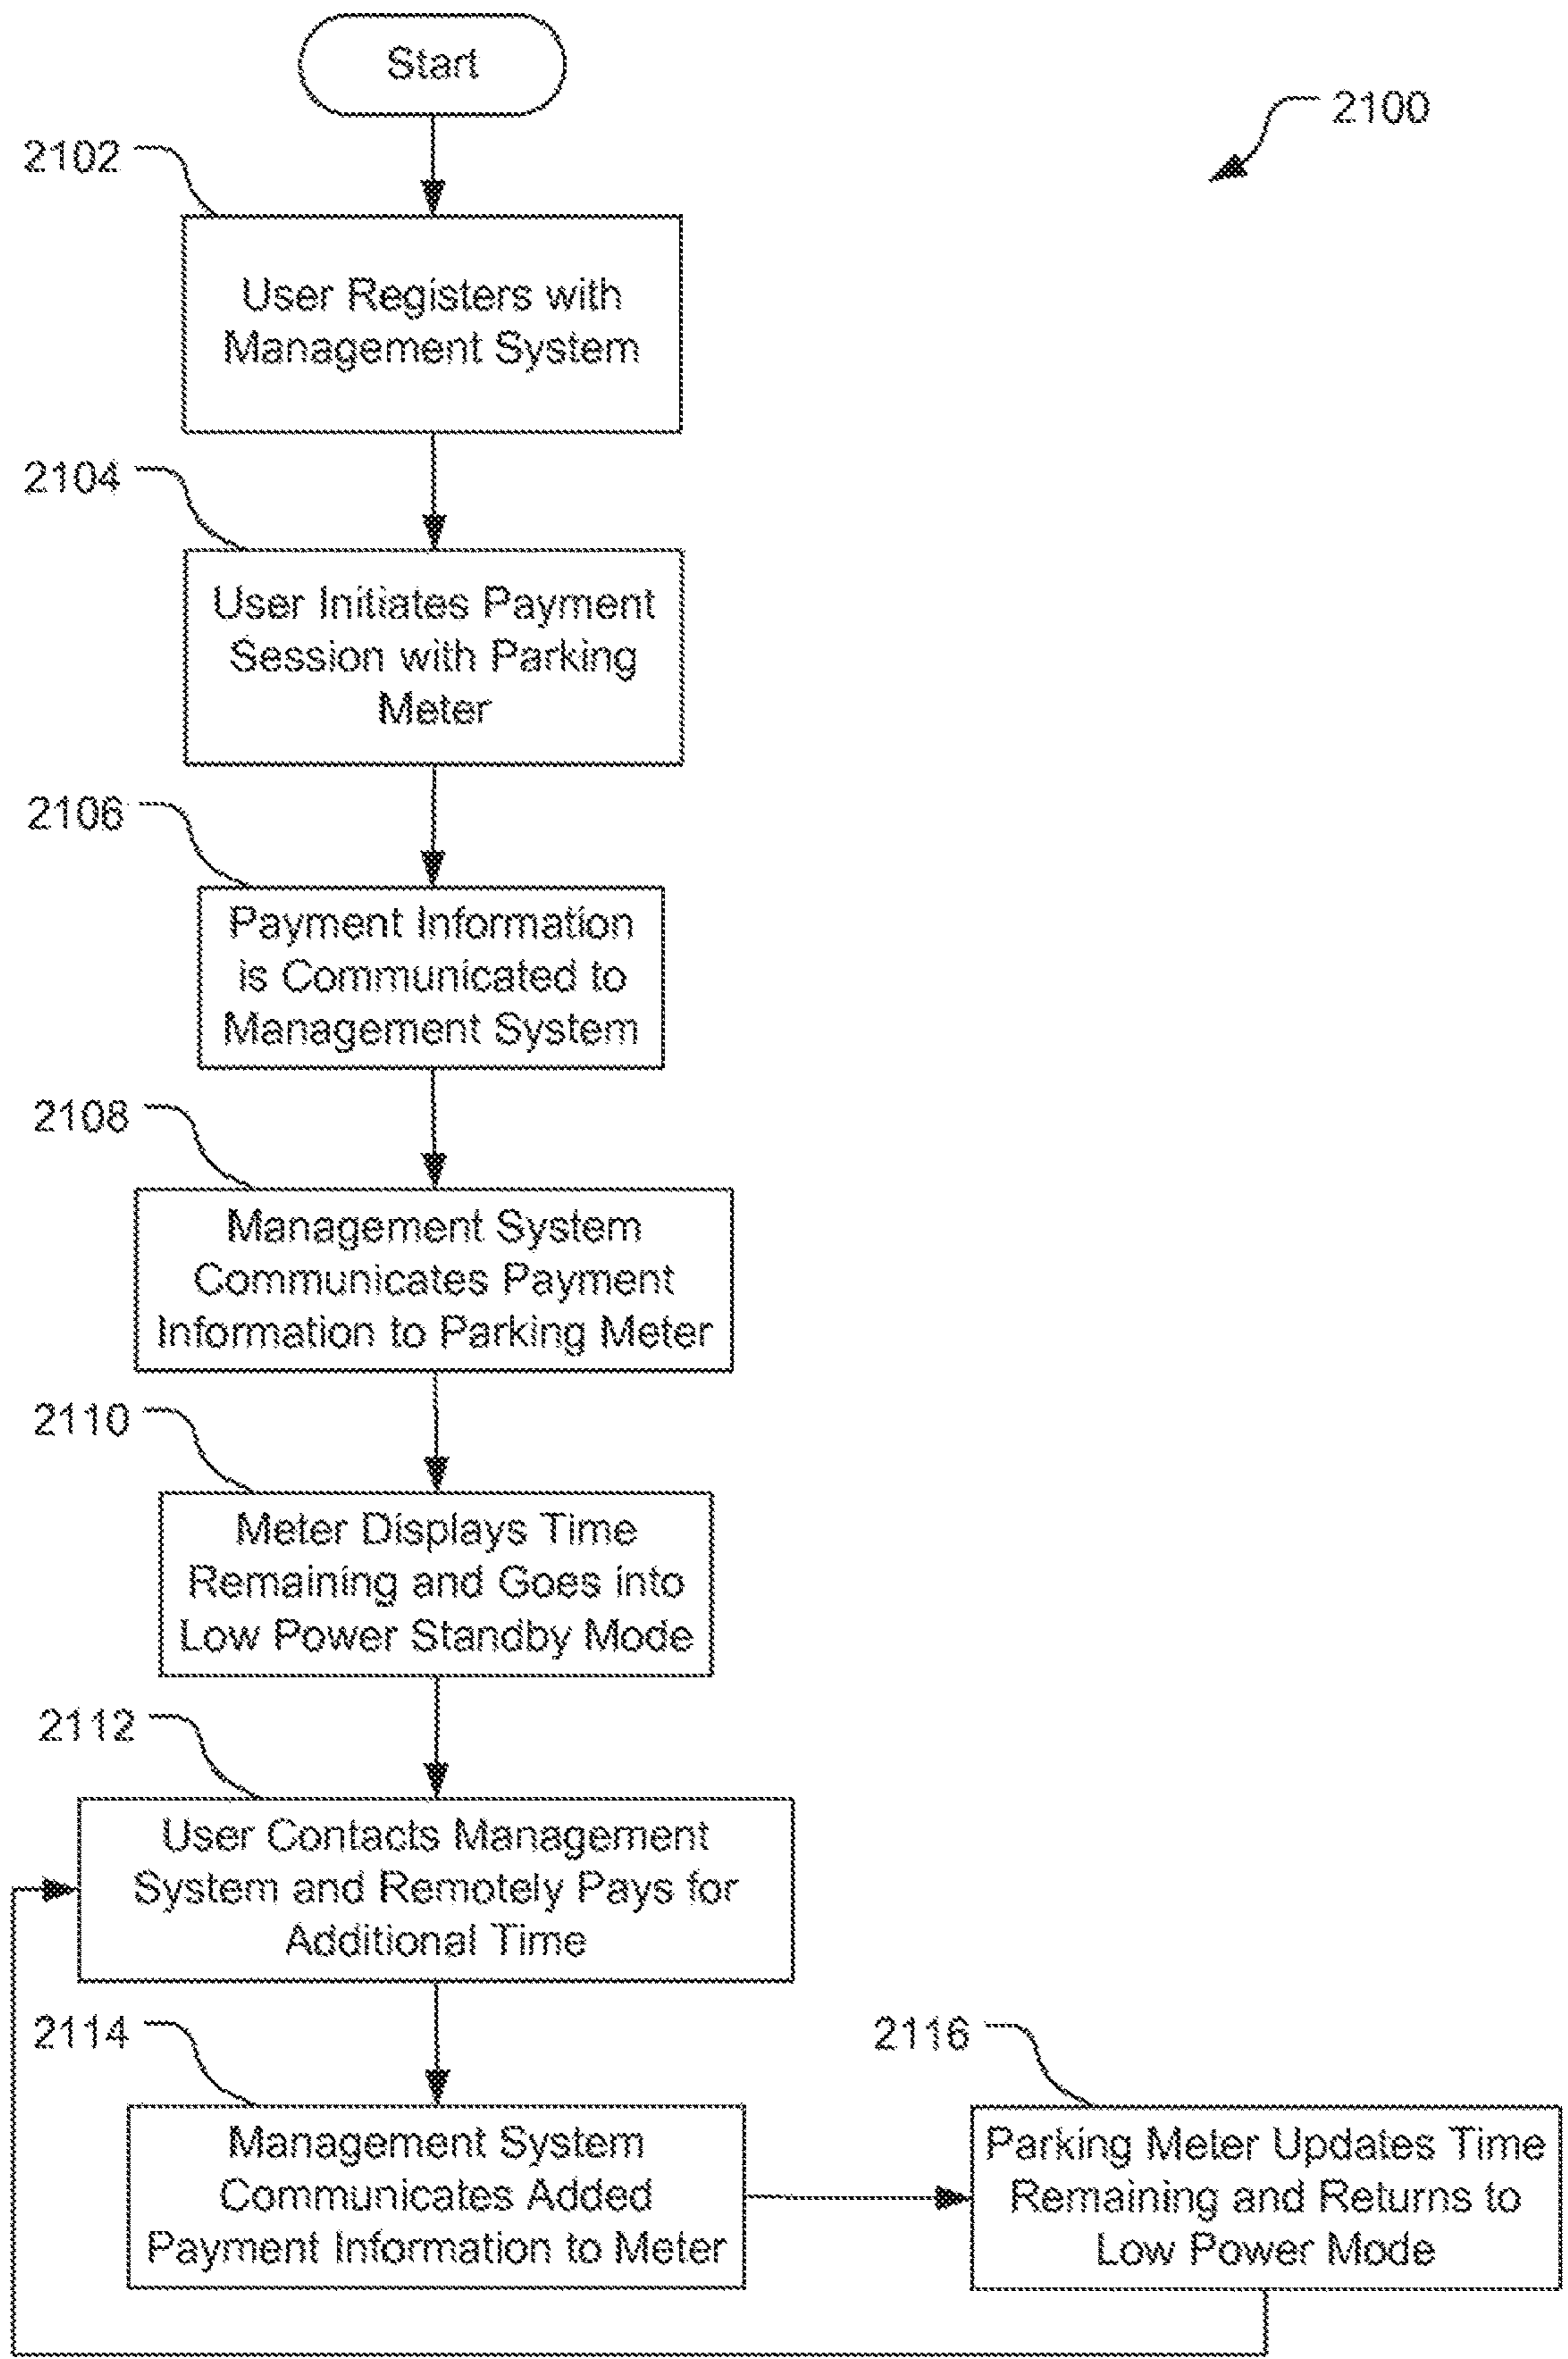 Start
2100
2102
User Registers with
Management System
2104
User Initiates Payment
Session with Parking
Meter
2106
Payment Information
is Communicated to
Management System
2108
Management System
Communicates Payment
Information to Parking Meter
2110
Meter Displays Time
Remaining and Goes into
Low Power Standby Mode
2112
User Contacts Management
System and Remotely Pays for
Additional Time
2114
Management System
Communicates Added
Payment Information to Meter
2116
Parking Meter Updates Time
Remaining and Returns to
Low Power Mode